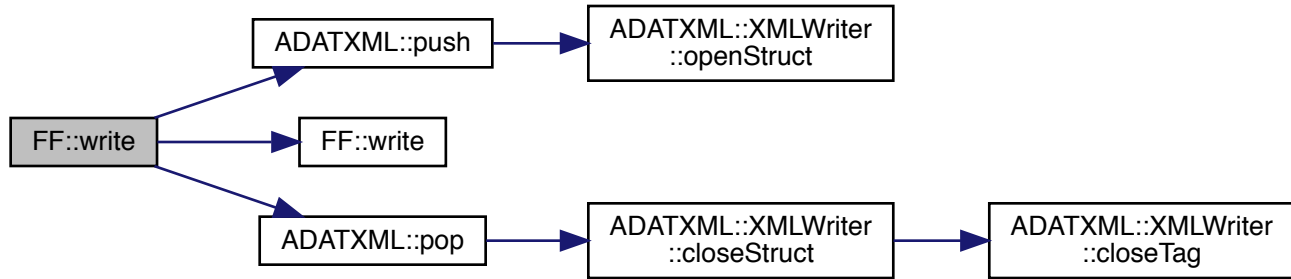 ADATXML::push
ADATXML::XMLWriter
::openStruct
FF::write
FF::write
ADATXML::pop
ADATXML::XMLWriter
::closeStruct
ADATXML::XMLWriter
::closeTag